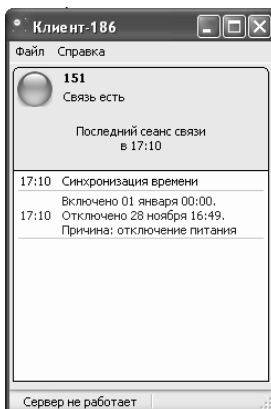 Клиент-186
Файл Справка
151
Связь есть
Последний сеанс связи
в 17:10
17:10 Синхронизация времени
Включено 01 января 00:00.
17:10 Отключено 28 ноября 16:49.
Причина: отключение питания
Сервер не работает